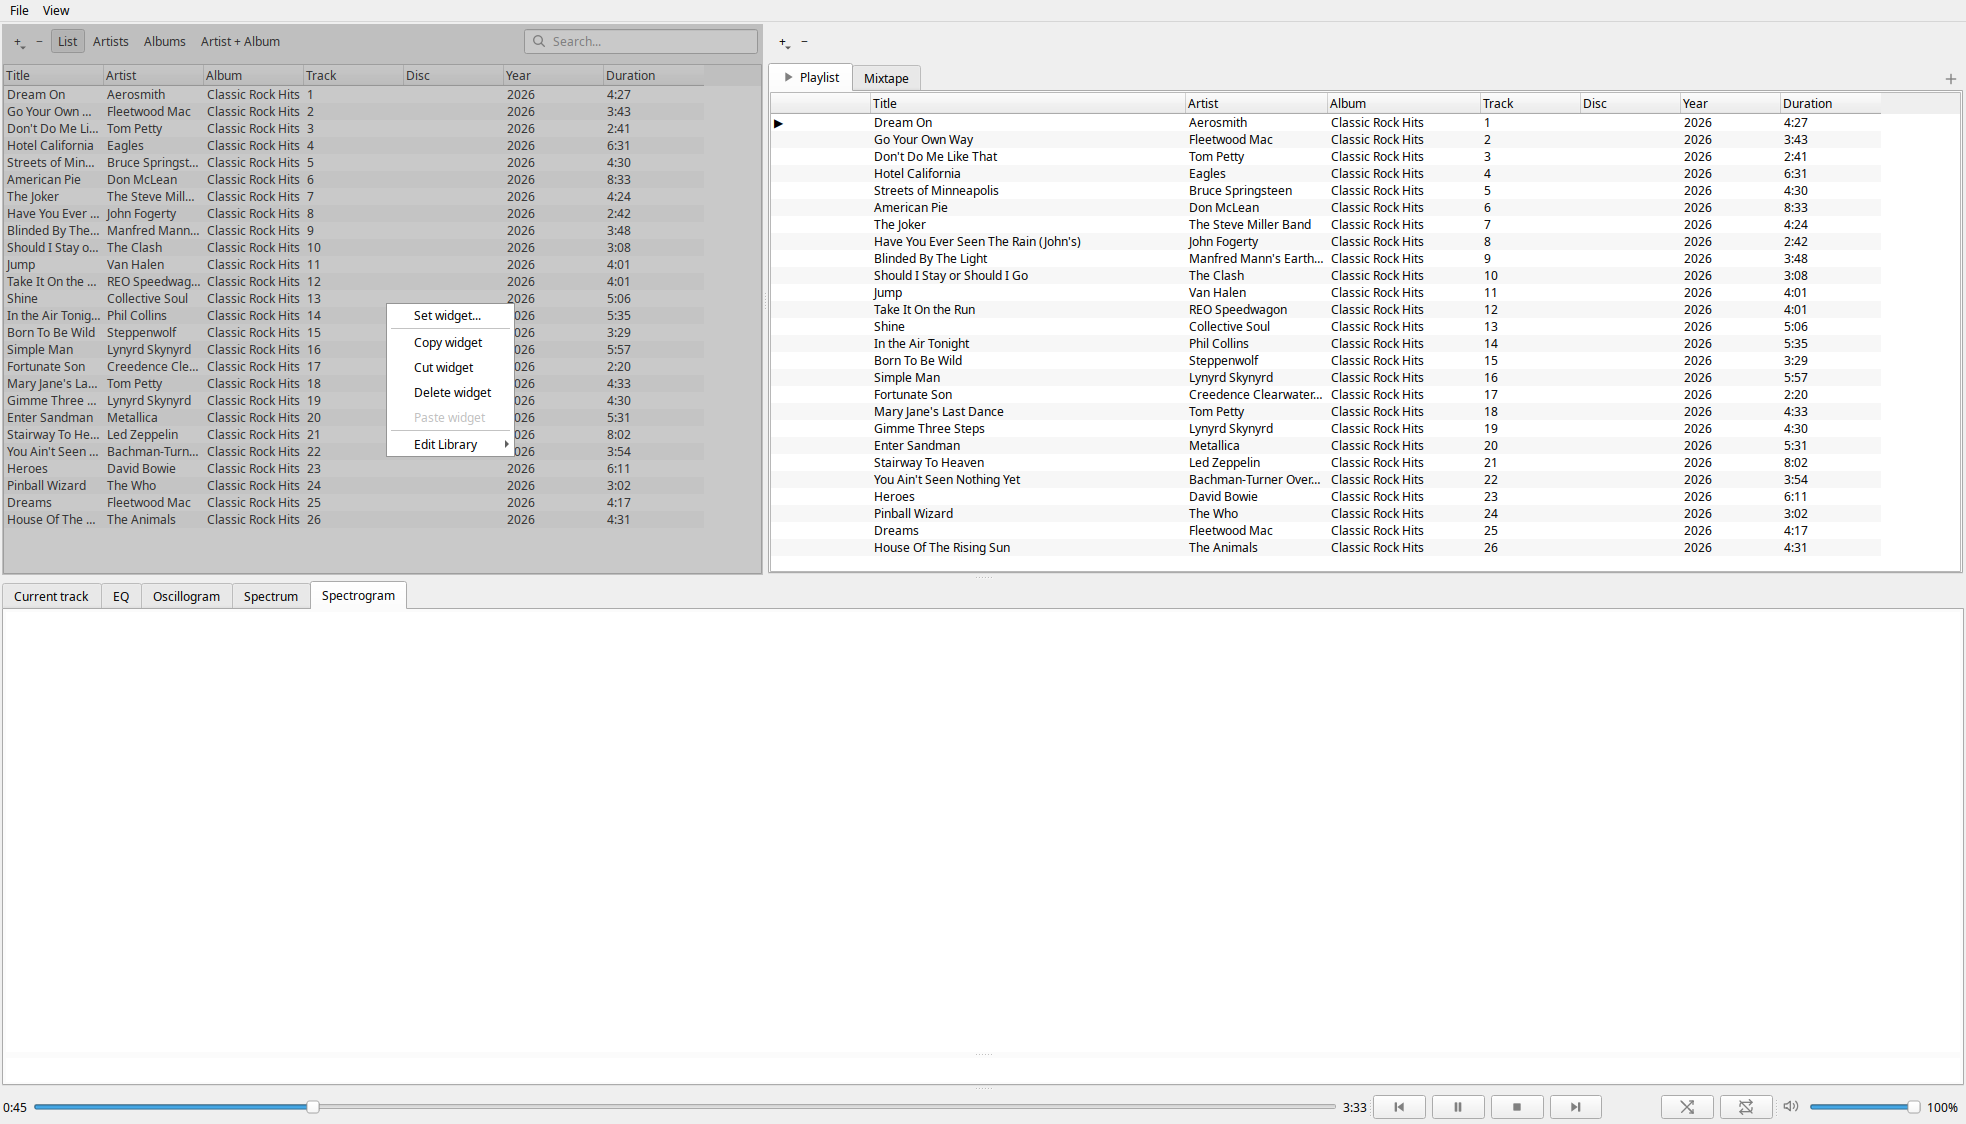 File View
+ − List Artists Albums Artist + Album Search...
Title Artist Album Track Disc Year Duration
Dream On Aerosmith Classic Rock Hits 1 2026 4:27
Go Your Own ... Fleetwood Mac Classic Rock Hits 2 2026 3:43
Don't Do Me Li... Tom Petty Classic Rock Hits 3 2026 2:41
Hotel California Eagles Classic Rock Hits 4 2026 6:31
Streets of Min... Bruce Springst... Classic Rock Hits 5 2026 4:30
American Pie Don McLean Classic Rock Hits 6 2026 8:33
The Joker The Steve Mill... Classic Rock Hits 7 2026 4:24
Have You Ever ... John Fogerty Classic Rock Hits 8 2026 2:42
Blinded By The... Manfred Mann... Classic Rock Hits 9 2026 3:48
Should I Stay o... The Clash Classic Rock Hits 10 2026 3:08
Jump Van Halen Classic Rock Hits 11 2026 4:01
Take It On the ... REO Speedwag... Classic Rock Hits 12 2026 4:01
Shine Collective Soul Classic Rock Hits 13 2026 5:06
In the Air Tonig... Phil Collins Classic Rock Hits 14 026 5:35
Born To Be Wild Steppenwolf Classic Rock Hits 15 026 3:29
Simple Man Lynyrd Skynyrd Classic Rock Hits 16 026 5:57
Fortunate Son Creedence Cle... Classic Rock Hits 17 026 2:20
Mary Jane's La... Tom Petty Classic Rock Hits 18 026 4:33
Gimme Three ... Lynyrd Skynyrd Classic Rock Hits 19 026 4:30
Enter Sandman Metallica Classic Rock Hits 20 026 5:31
Stairway To He... Led Zeppelin Classic Rock Hits 21 026 8:02
You Ain't Seen ... Bachman-Turn... Classic Rock Hits 22 026 3:54
Heroes David Bowie Classic Rock Hits 23 2026 6:11
Pinball Wizard The Who Classic Rock Hits 24 2026 3:02
Dreams Fleetwood Mac Classic Rock Hits 25 2026 4:17
House Of The ... The Animals Classic Rock Hits 26 2026 4:31
Set widget...
Copy widget
Cut widget
Delete widget
Paste widget
Edit Library
+ −
Playlist Mixtape +
Title Artist Album Track Disc Year Duration
Dream On Aerosmith Classic Rock Hits 1 2026 4:27
Go Your Own Way Fleetwood Mac Classic Rock Hits 2 2026 3:43
Don't Do Me Like That Tom Petty Classic Rock Hits 3 2026 2:41
Hotel California Eagles Classic Rock Hits 4 2026 6:31
Streets of Minneapolis Bruce Springsteen Classic Rock Hits 5 2026 4:30
American Pie Don McLean Classic Rock Hits 6 2026 8:33
The Joker The Steve Miller Band Classic Rock Hits 7 2026 4:24
Have You Ever Seen The Rain (John's) John Fogerty Classic Rock Hits 8 2026 2:42
Blinded By The Light Manfred Mann's Earth... Classic Rock Hits 9 2026 3:48
Should I Stay or Should I Go The Clash Classic Rock Hits 10 2026 3:08
Jump Van Halen Classic Rock Hits 11 2026 4:01
Take It On the Run REO Speedwagon Classic Rock Hits 12 2026 4:01
Shine Collective Soul Classic Rock Hits 13 2026 5:06
In the Air Tonight Phil Collins Classic Rock Hits 14 2026 5:35
Born To Be Wild Steppenwolf Classic Rock Hits 15 2026 3:29
Simple Man Lynyrd Skynyrd Classic Rock Hits 16 2026 5:57
Fortunate Son Creedence Clearwater... Classic Rock Hits 17 2026 2:20
Mary Jane's Last Dance Tom Petty Classic Rock Hits 18 2026 4:33
Gimme Three Steps Lynyrd Skynyrd Classic Rock Hits 19 2026 4:30
Enter Sandman Metallica Classic Rock Hits 20 2026 5:31
Stairway To Heaven Led Zeppelin Classic Rock Hits 21 2026 8:02
You Ain't Seen Nothing Yet Bachman-Turner Over... Classic Rock Hits 22 2026 3:54
Heroes David Bowie Classic Rock Hits 23 2026 6:11
Pinball Wizard The Who Classic Rock Hits 24 2026 3:02
Dreams Fleetwood Mac Classic Rock Hits 25 2026 4:17
House Of The Rising Sun The Animals Classic Rock Hits 26 2026 4:31
Current track EQ Oscillogram Spectrum Spectrogram
0:45 3:33 100%